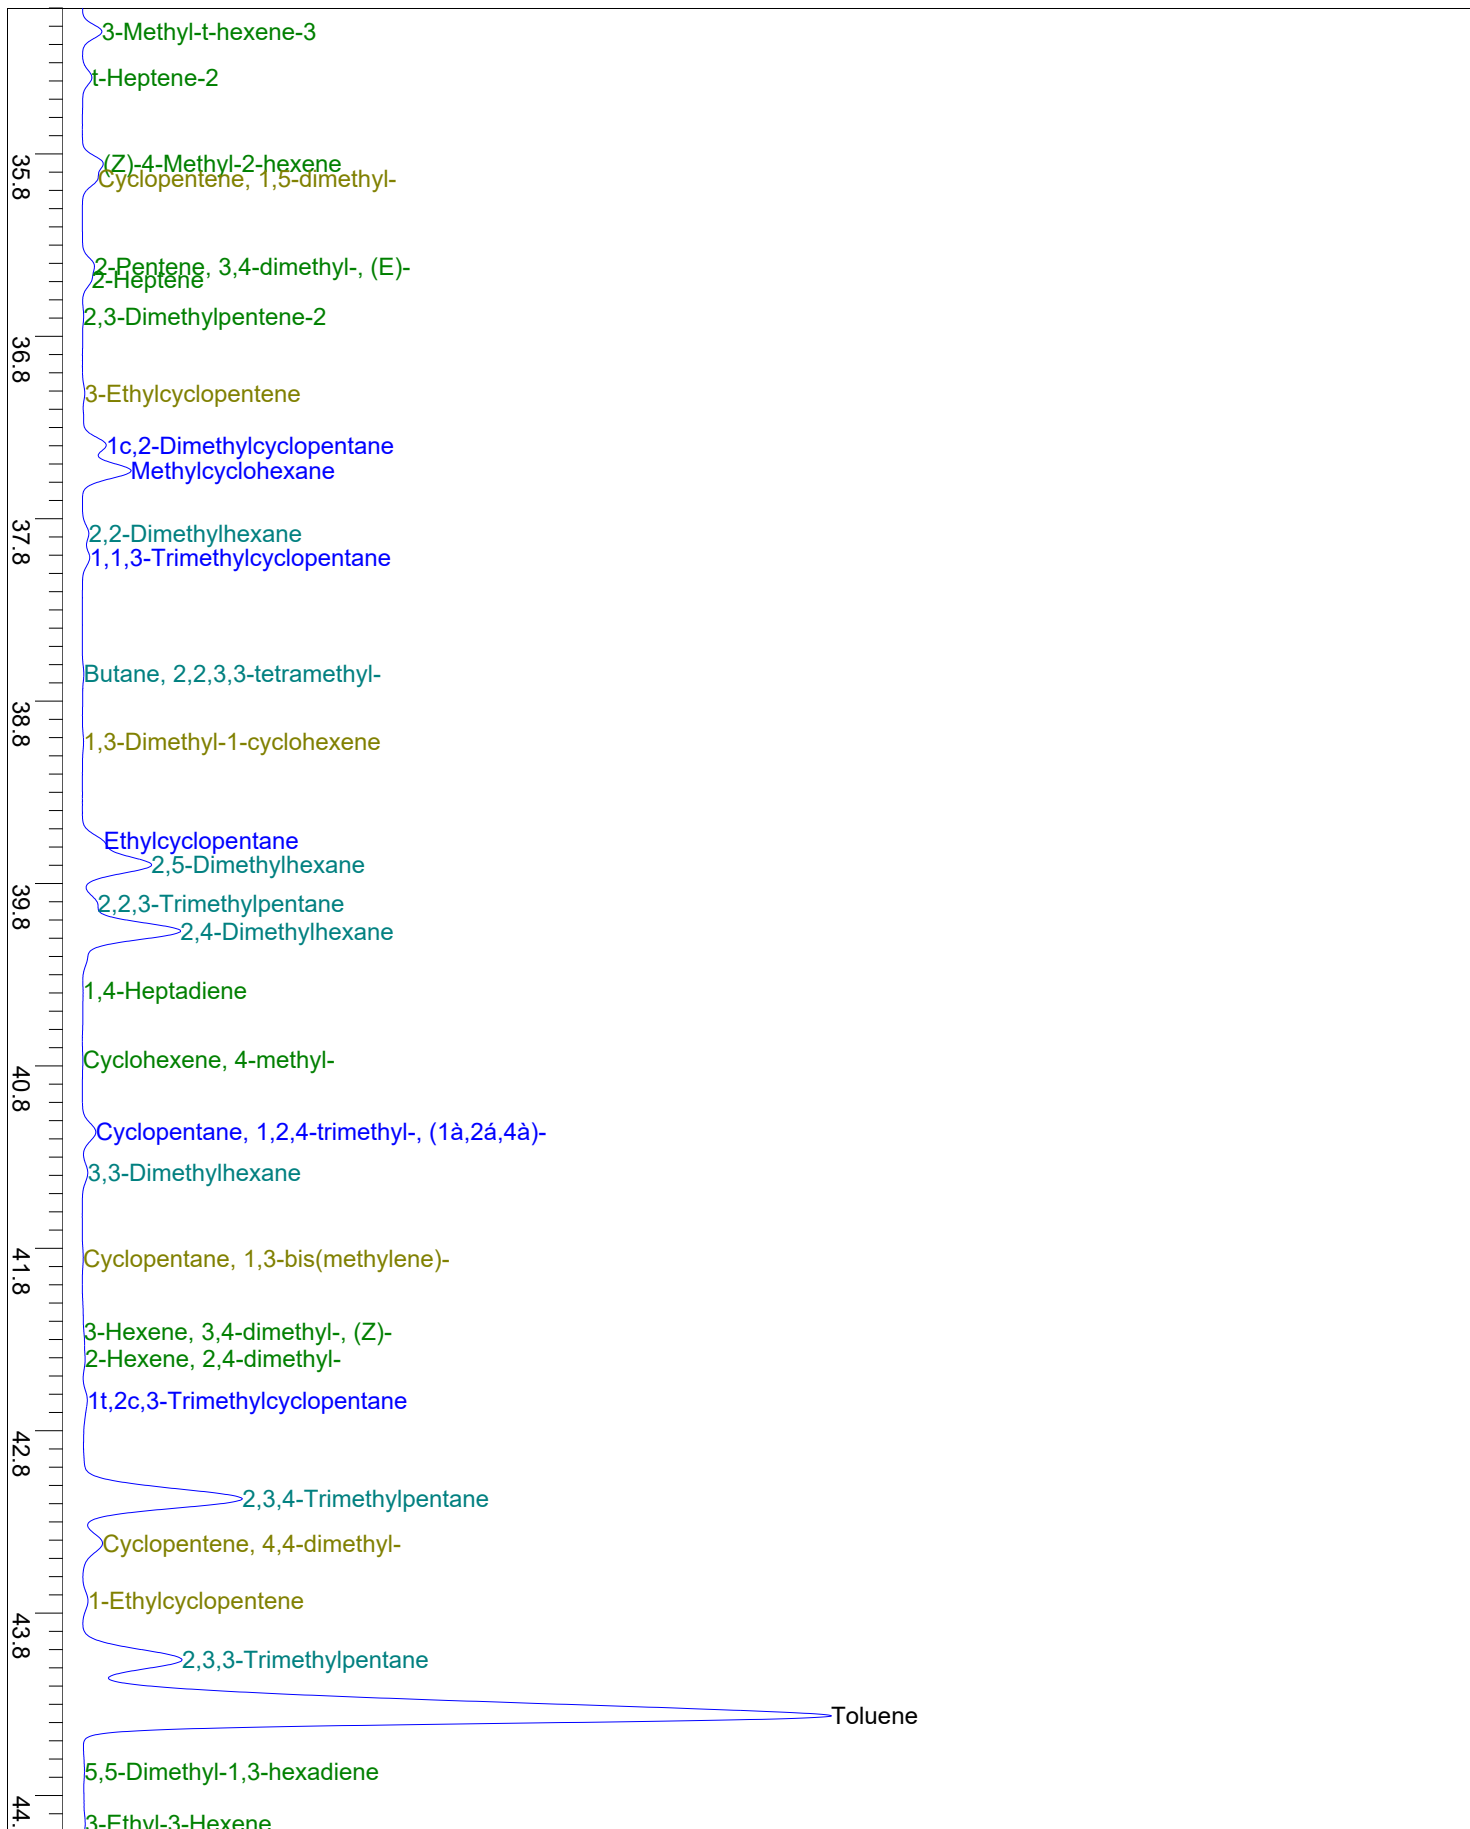 3-Methyl-t-hexene-3
t-Heptene-2
35.8
(Z)-4-Methyl-2-hexene
Cyclopentene, 1,5-dimethyl-
2-Pentene, 3,4-dimethyl-, (E)-
2-Heptene
2,3-Dimethylpentene-2
36.8
3-Ethylcyclopentene
1c,2-Dimethylcyclopentane
Methylcyclohexane
37.8
2,2-Dimethylhexane
1,1,3-Trimethylcyclopentane
Butane, 2,2,3,3-tetramethyl-
38.8
1,3-Dimethyl-1-cyclohexene
Ethylcyclopentane
2,5-Dimethylhexane
39.8
2,2,3-Trimethylpentane
2,4-Dimethylhexane
1,4-Heptadiene
Cyclohexene, 4-methyl-
40.8
Cyclopentane, 1,2,4-trimethyl-, (1à,2á,4à)-
3,3-Dimethylhexane
41.8
Cyclopentane, 1,3-bis(methylene)-
3-Hexene, 3,4-dimethyl-, (Z)-
2-Hexene, 2,4-dimethyl-
1t,2c,3-Trimethylcyclopentane
42.8
2,3,4-Trimethylpentane
Cyclopentene, 4,4-dimethyl-
1-Ethylcyclopentene
43.8
2,3,3-Trimethylpentane
Toluene
5,5-Dimethyl-1,3-hexadiene
44.
3-Ethyl-3-Hexene